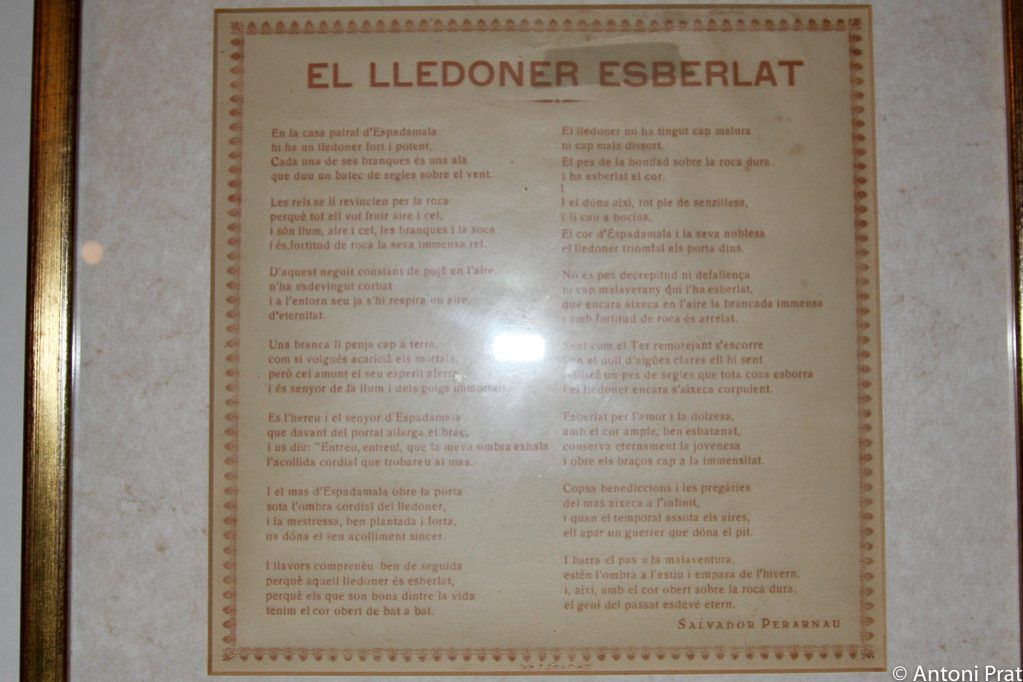 EL LLEDONER ESBERLAT
En la casa pairal d'Espadamala
hi ha un lledoner fort i potent,
Cada una de ses branques és una ala
que duu un batec de segles sobre el vent.
Les rels se li revinclen per la roca
perquè tot ell vol fruir aire i cel,
i són llum, aire i cel, les branques i la soca
i és, fortitud de roca la seva immensa rel.
D'aquest neguit constant de pujâ en l'aire,
n'ha esdevingut corbat
i a l'entorn seu ja s'hi respira un aire,
d'eternitat.
Una branca li penja cap a terra,
com si volgués acaricià els mortals,
però cel amunt el seu esperit aferra
i és senyor de la llum i dels goigs immortals.
Es l'hereu i el senyor d'Espadamala
que davant del portal allarga el braç,
i us diu: "Entreu, entreu!, que la meva ombra exhala
l'acollida cordial que trobareu al mas.
I el mas d'Espadamala obre la porta
sota l'ombra cordial del lledoner,
i la mestressa, ben plantada i forta,
us dóna el seu acolliment sincer.
I llavors compreneu ben de seguida
perquè aquell lledoner és esberlat,
perquè els que son bons dintre la vida
tenim el cor obert de bat a bat.
El lledoner no ha tingut cap malura
ni cap mala dissort.
El pes de la bondad sobre la roca dura
l ha esberlat el cor.
I el dóna així, tot ple de senzillesa,
i li cau a bocins.
El cor d'Espadamala i la seva noblesa
el lledoner triomfal els porta dins.
No és pas decrepitud ni defallença
ni cap malaverany qui l'ha esberlat,
que encara aixeca en l'aire la brancada immensa
i amb fortitud de roca és arrelat.
Sent com el Ter remorejant s'escorre
en el doll d'aigües clares ell hi sent
un pes de segles que tota cosa esborra
i el lledoner encara s'aixeca corpulent.
Esberlat per l'amor i la dolzesa,
amb el cor ample, ben esbatanat,
conserva eternament la jovenesa
i obre els braços cap a la immensitat.
Copsa benediccions i les pregàries
del mas aixeca a l'infinit,
i quan el temporal assota els aires,
ell apar un guerrer que dóna el pit.
I barra el pas a la malaventura,
estén l'ombra a l'estiu i empara de l'hivern,
i, així, amb el cor obert sobre la roca dura,
el geni del passat esdevé etern.
SALVADOR PERARNAU
© Antoni Prat